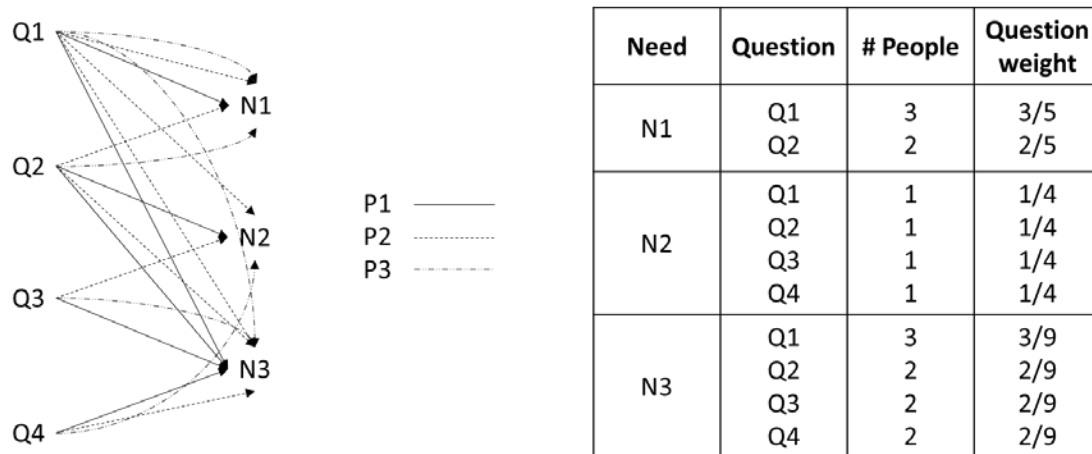 Q1
N1
Q2
N2
Q3
N3
Q4
P1
P2
P3
Need Question # People Question weight
N1
Q1 3 3/5
Q2 2 2/5
N2
Q1 1 1/4
Q2 1 1/4
Q3 1 1/4
Q4 1 1/4
N3
Q1 3 3/9
Q2 2 2/9
Q3 2 2/9
Q4 2 2/9